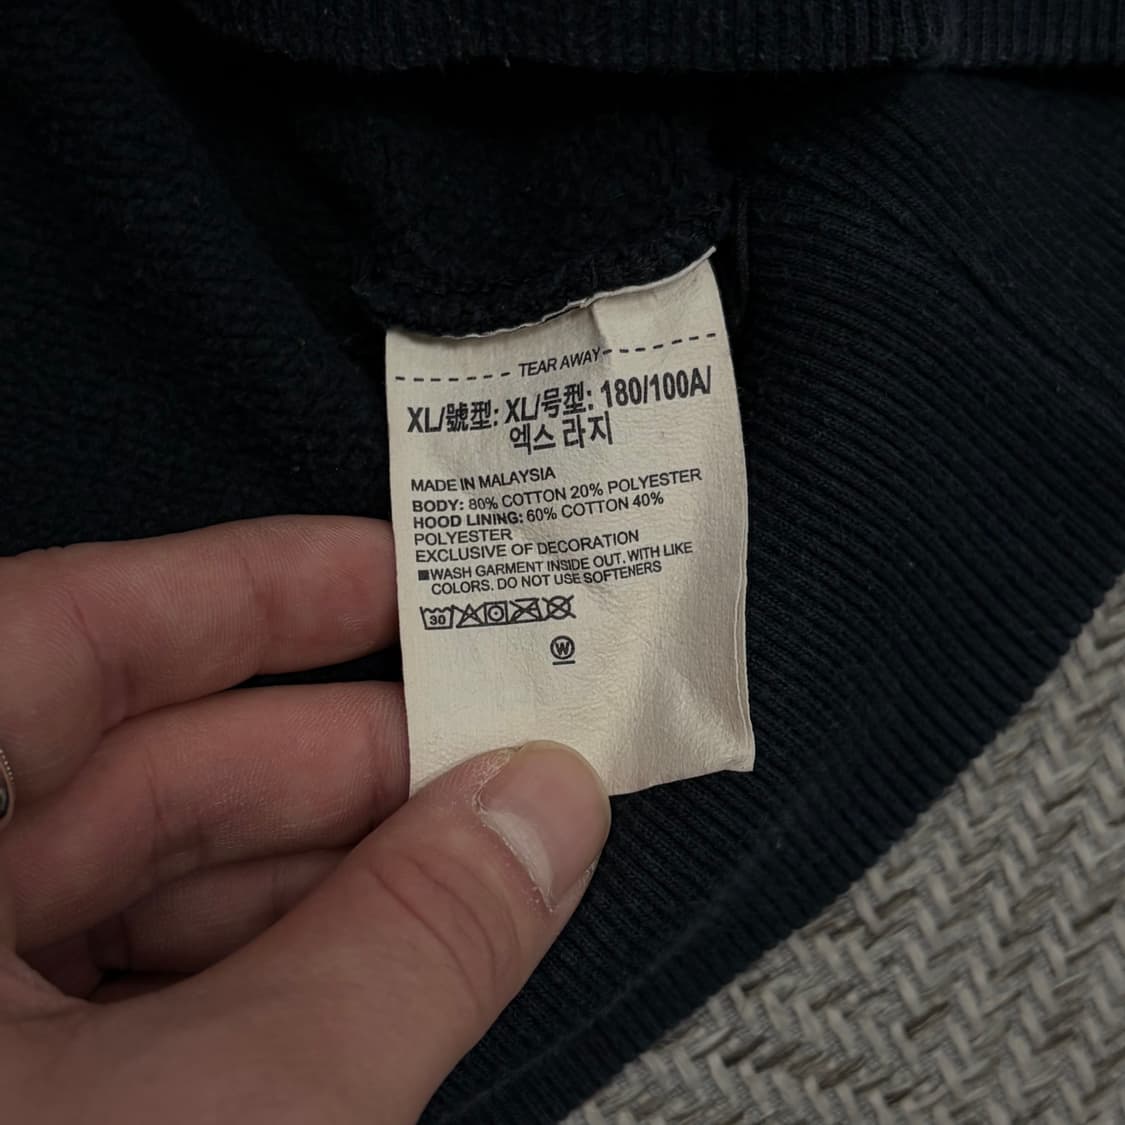 TEAR AWAY
XL/號型: XL/号型: 180/100A/
엑스 라지
MADE IN MALAYSIA
BODY: 80% COTTON 20% POLYESTER
HOOD LINING: 60% COTTON 40%
POLYESTER
EXCLUSIVE OF DECORATION
■WASH GARMENT INSIDE OUT. WITH LIKE
COLORS. DO NOT USE SOFTENERS
30
W